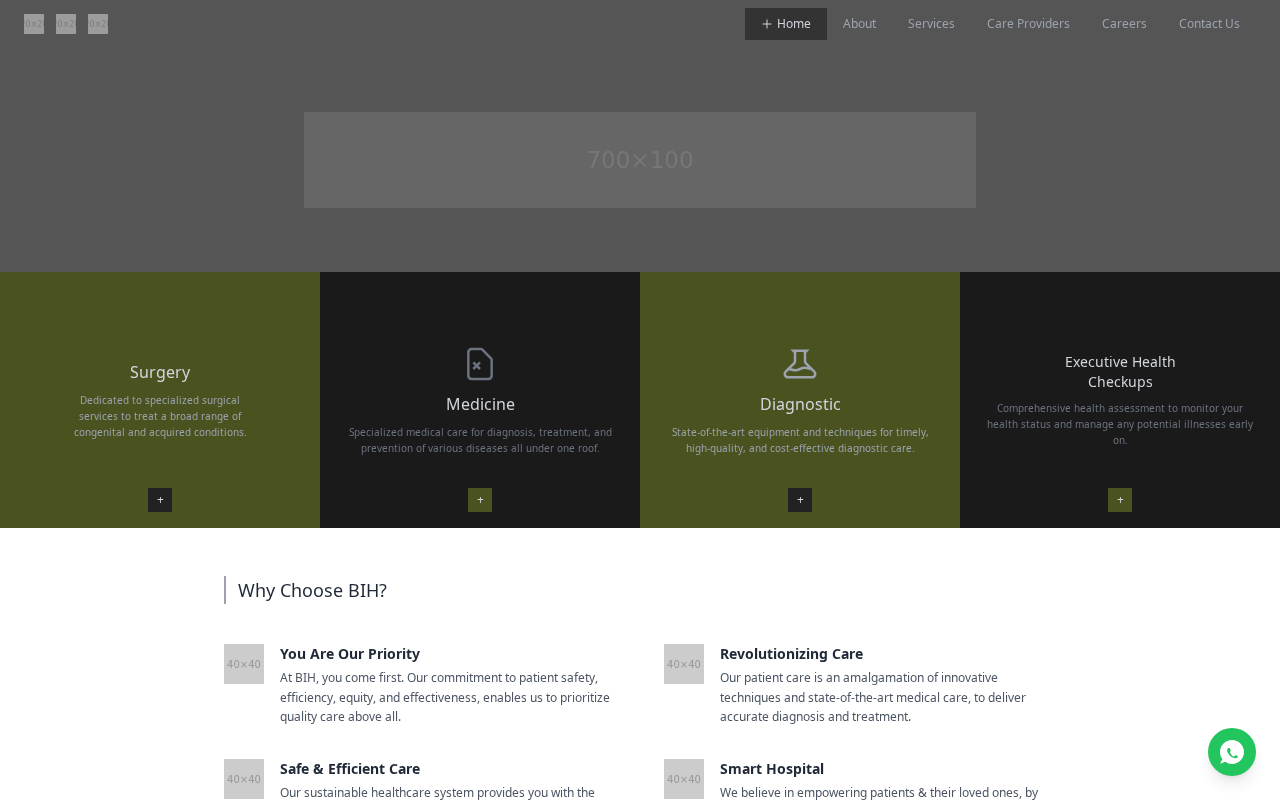 Home
About
Services
Care Providers
Careers
Contact Us
700×100
Surgery
Dedicated to specialized surgical
services to treat a broad range of
congenital and acquired conditions.
+
Medicine
Specialized medical care for diagnosis, treatment, and
prevention of various diseases all under one roof.
+
Diagnostic
State-of-the-art equipment and techniques for timely,
high-quality, and cost-effective diagnostic care.
+
Executive Health
Checkups
Comprehensive health assessment to monitor your
health status and manage any potential illnesses early
on.
+
Why Choose BIH?
40×40
You Are Our Priority
At BIH, you come first. Our commitment to patient safety,
efficiency, equity, and effectiveness, enables us to prioritize
quality care above all.
40×40
Revolutionizing Care
Our patient care is an amalgamation of innovative
techniques and state-of-the-art medical care, to deliver
accurate diagnosis and treatment.
40×40
Safe & Efficient Care
Our sustainable healthcare system provides you with the
40×40
Smart Hospital
We believe in empowering patients & their loved ones, by